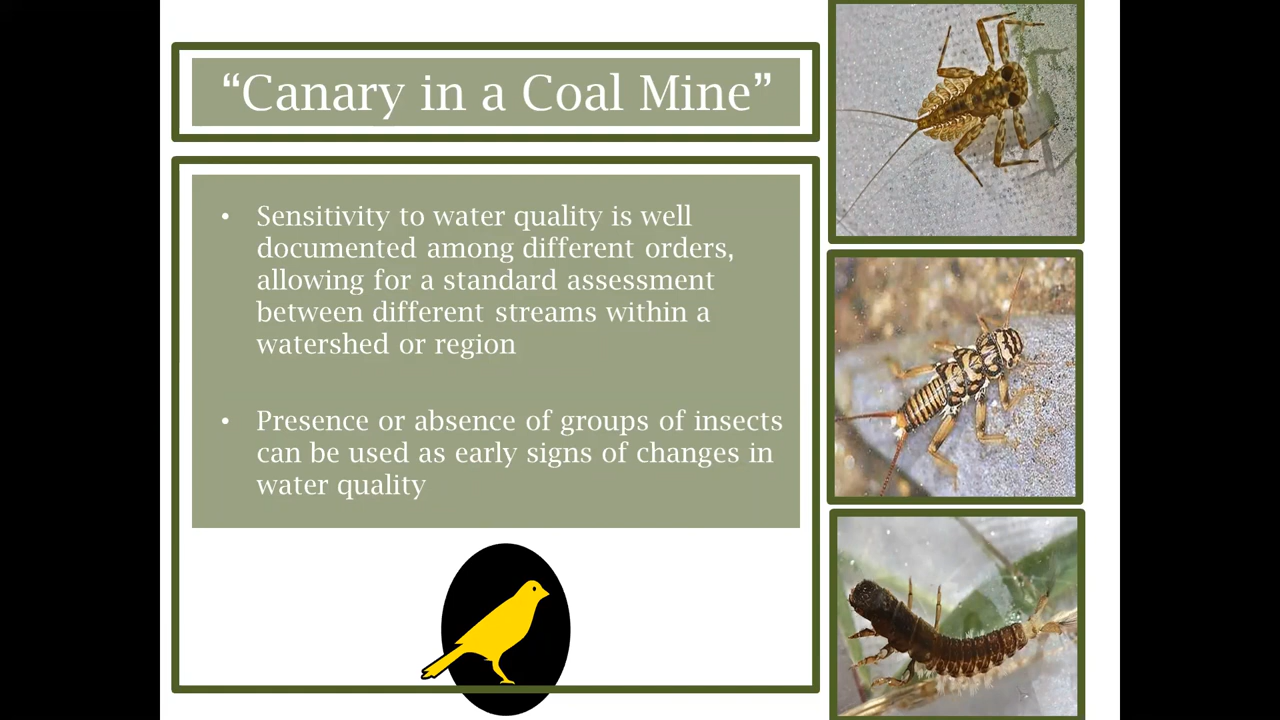 “Canary in a Coal Mine”
• Sensitivity to water quality is well
documented among different orders,
allowing for a standard assessment
between different streams within a
watershed or region
• Presence or absence of groups of insects
can be used as early signs of changes in
water quality